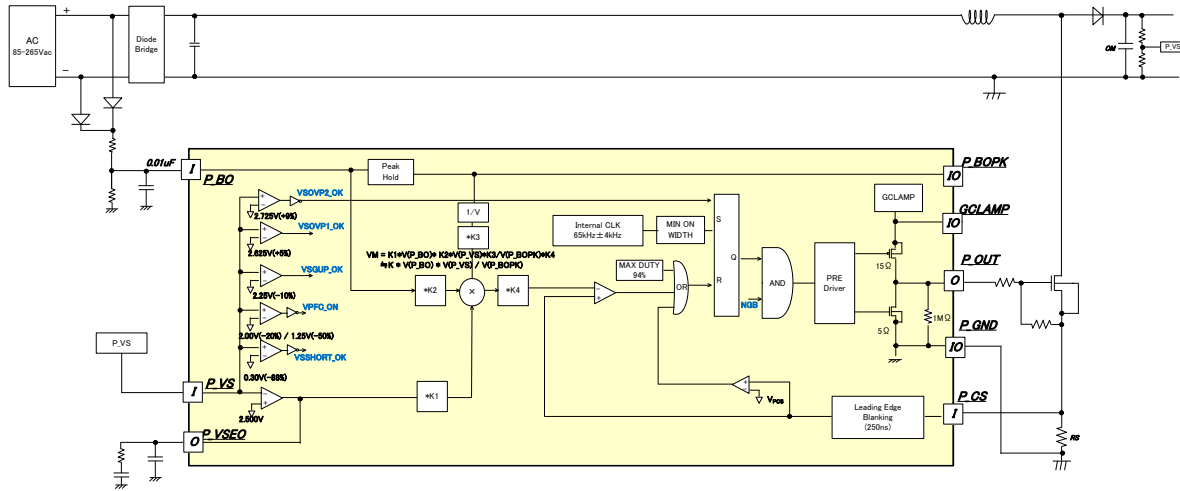 AC
85-265Vac
+
−
Diode
Bridge
CM
P_VS
0.01uF
I
P_BO
Peak
Hold
P_BOPK
IO
VSOVP2_OK
2.725V(+9%)
VSOVP1_OK
2.625V(+5%)
VSGUP_OK
2.25V(-10%)
VPFC_ON
2.00V(-20%) / 1.25V(-50%)
VSSHORT_OK
0.30V(-88%)
2.500V
1/V
*K3
VM = K1*V(P_BO)* K2*V(P_VS)*K3/V(P_BOPK)*K4
≒K * V(P_BO) * V(P_VS) / V(P_BOPK)
*K2
×
*K4
*K1
Internal CLK
65kHz±4kHz
MIN ON
WIDTH
MAX DUTY
94%
OR
S
R
Q
NGB
AND
PRE
Driver
GCLAMP
15Ω
5Ω
1MΩ
GCLAMP
IO
P_OUT
O
P_GND
IO
P_CS
I
Leading Edge
Blanking
(250ns)
VPCS
RS
P_VS
P_VS
I
P_VSEO
O
+
−
+
−
+
−
+
−
+
−
−
+
−
+
+
−